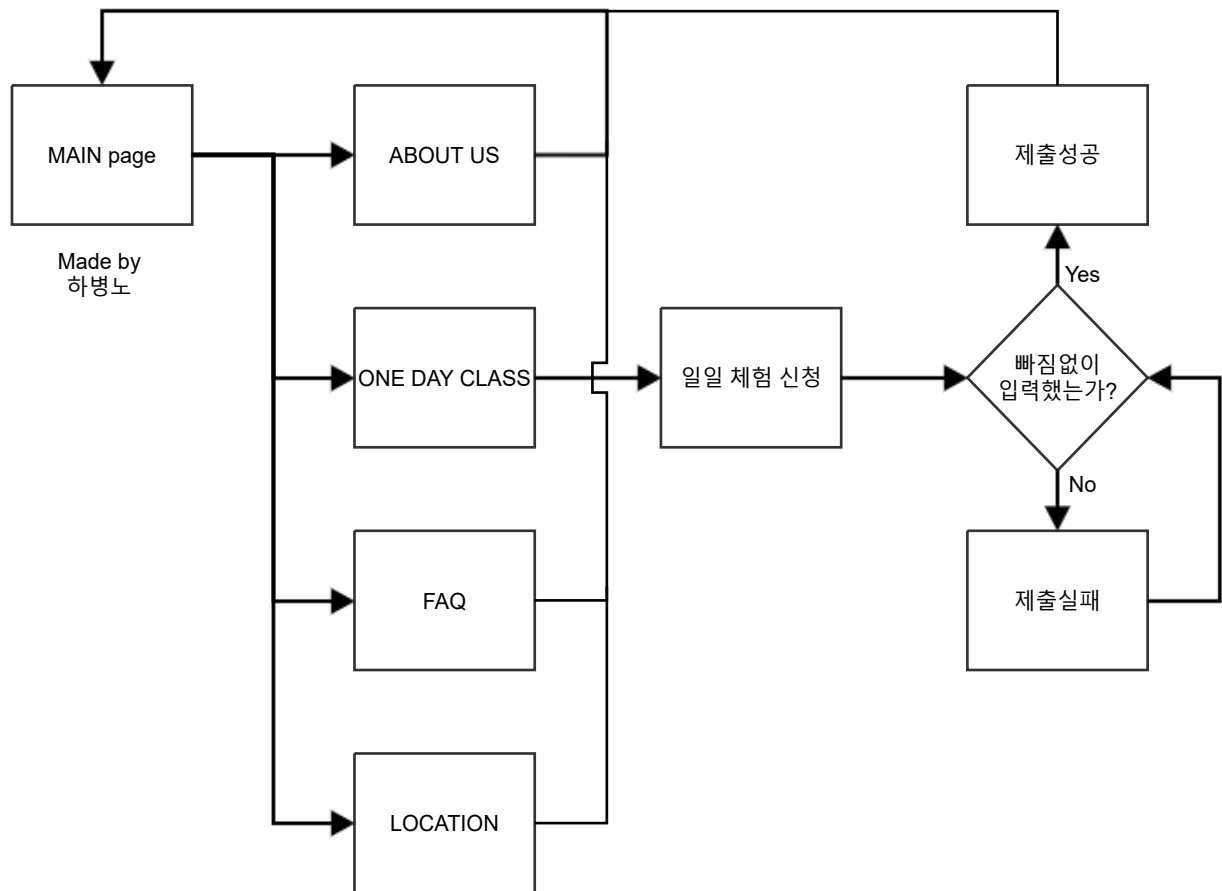 MAIN page
ABOUT US
제출성공
Made by
하병노
Yes
ONE DAY CLASS
일일 체험 신청
빠짐없이
입력했는가?
No
FAQ
제출실패
LOCATION